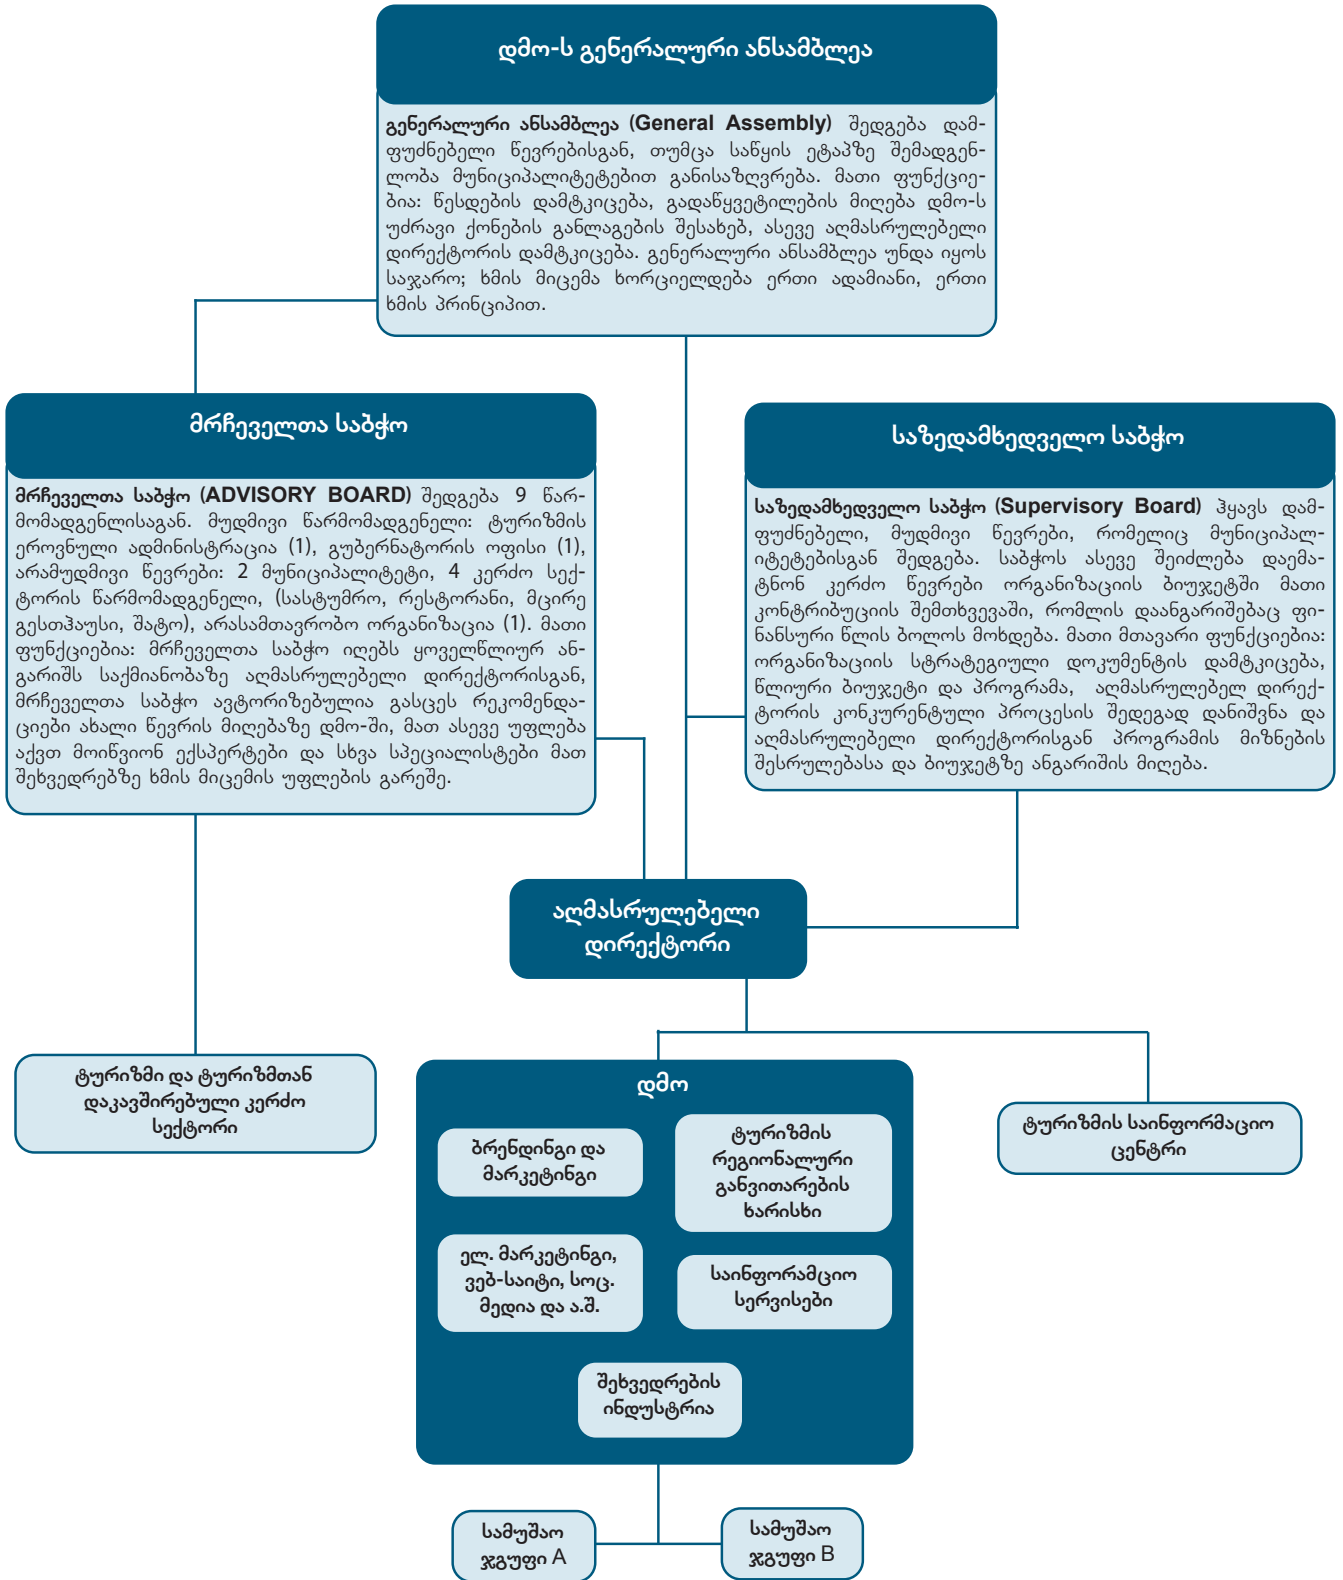 დმო-ს გენერალური ანსამბლეა
გენერალური ანსამბლეა (General Assembly) შედგება დამ-
ფუძნებელი წევრებისგან, თუმცა საწყის ეტაპზე შემადგენ-
ლობა მუნიციპალიტეტებით განისაზღვრება. მათი ფუნქციე-
ბია: წესდების დამტკიცება, გადაწყვეტილების მიღება დმო-ს
უძრავი ქონების განლაგების შესახებ, ასევე აღმასრულებელი
დირექტორის დამტკიცება. გენერალური ანსამბლეა უნდა იყოს
საჯარო; ხმის მიცემა ხორციელდება ერთი ადამიანი, ერთი
ხმის პრინციპით.
მრჩეველთა საბჭო
მრჩეველთა საბჭო (ADVISORY BOARD) შედგება 9 წარ-
მომადგენლისაგან. მუდმივი წარმომადგენელი: ტურიზმის
ეროვნული ადმინისტრაცია (1), გუბერნატორის ოფისი (1),
არამუდმივი წევრები: 2 მუნიციპალიტეტი, 4 კერძო სექ-
ტორის წარმომადგენელი, (სასტუმრო, რესტორანი, მცირე
გესთჰაუსი, შატო), არასამთავრობო ორგანიზაცია (1). მათი
ფუნქციებია: მრჩეველთა საბჭო იღებს ყოველწლიურ ან-
გარიშს საქმიანობაზე აღმასრულებელი დირექტორისგან,
მრჩეველთა საბჭო ავტორიზებულია გასცეს რეკომენდა-
ციები ახალი წევრის მიღებაზე დმო-ში, მათ ასევე უფლება
აქვთ მოიწვიონ ექსპერტები და სხვა სპეციალისტები მათ
შეხვედრებზე ხმის მიცემის უფლების გარეშე.
საზედამხედველო საბჭო
საზედამხედველო საბჭო (Supervisory Board) ჰყავს დამ-
ფუძნებელი, მუდმივი წევრები, რომელიც მუნიციპალ-
იტეტებისგან შედგება. საბჭოს ასევე შეიძლება დაემა-
ტნონ კერძო წევრები ორგანიზაციის ბიუჯეტში მათი
კონტრიბუციის შემთხვევაში, რომლის დაანგარიშებაც ფი-
ნანსური წლის ბოლოს მოხდება. მათი მთავარი ფუნქციებია:
ორგანიზაციის სტრატეგიული დოკუმენტის დამტკიცება,
წლიური ბიუჯეტი და პროგრამა, აღმასრულებელ დირექ-
ტორის კონკურენტული პროცესის შედეგად დანიშვნა და
აღმასრულებელი დირექტორისგან პროგრამის მიზნების
შესრულებასა და ბიუჯეტზე ანგარიშის მიღება.
აღმასრულებელი
დირექტორი
ტურიზმი და ტურიზმთან
დაკავშირებული კერძო
სექტორი
დმო
ბრენდინგი და
მარკეტინგი
ტურიზმის
რეგიონალური
განვითარების
ხარისხი
ელ. მარკეტინგი,
ვებ-საიტი, სოც.
მედია და ა.შ.
საინფორამციო
სერვისები
შეხვედრების
ინდუსტრია
ტურიზმის საინფორმაციო
ცენტრი
სამუშაო
ჯგუფი A
სამუშაო
ჯგუფი B